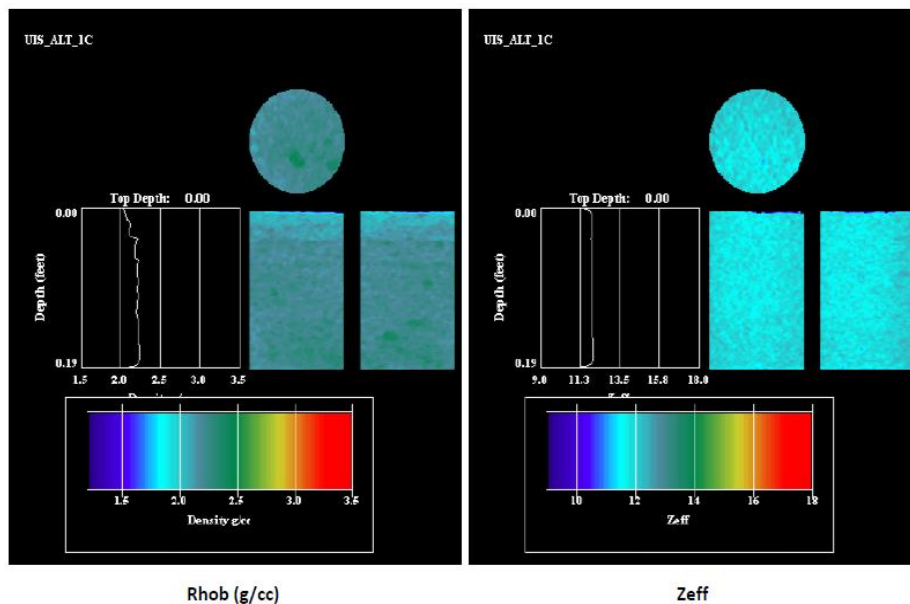 UIS_ALT_1C
Top Depth: 0.00
0.00
Depth (feet)
0.19
1.5 2.0 2.5 3.0 3.5
1.5 2.0 2.5 3.0 3.5
Density g/cc
Rhob (g/cc)
UIS_ALT_1C
Top Depth: 0.00
0.00
Depth (feet)
0.19
9.0 11.3 13.5 15.8 18.0
10 12 14 16 18
Zeff
Zeff